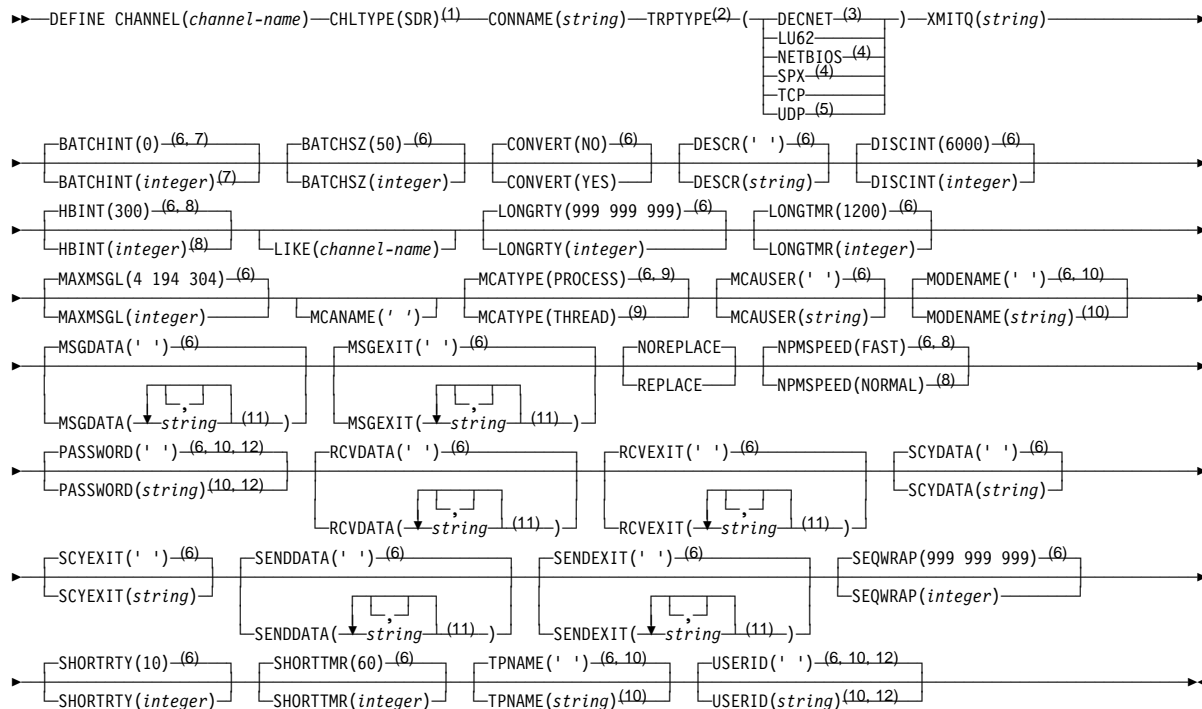 DEFINE CHANNEL(channel-name) CHLTYPE(SDR) (1) CONNAME(string) TRPTYPE (2) ( DECNET (3) ) XMITQ(string)
LU62
NETBIOS (4)
SPX (4)
TCP
UDP (5)
BATCHINT(0) (6, 7) BATCHSZ(50) (6) CONVERT(NO) (6) DESCR(' ') (6) DISCINT(6000) (6)
BATCHINT(integer) (7) BATCHSZ(integer) CONVERT(YES) DESCR(string) DISCINT(integer)
HBINT(300) (6, 8) LONGRTY(999 999 999) (6) LONGTMR(1200) (6)
HBINT(integer) (8) LIKE(channel-name) LONGRTY(integer) LONGTMR(integer)
MAXMSGL(4 194 304) (6) MCATYPE(PROCESS) (6, 9) MCAUSER(' ') (6) MODENAME(' ') (6, 10)
MAXMSGL(integer) MCANAME(' ') MCATYPE(THREAD) (9) MCAUSER(string) MODENAME(string) (10)
MSGDATA(' ') (6) MSGEXIT(' ') (6) NOREPLACE NPMSPEED(FAST) (6, 8)
REPLACE NPMSPEED(NORMAL) (8)
, ,
MSGDATA( string (11) ) MSGEXIT( string (11) )
PASSWORD(' ') (6, 10, 12) RCVDATA(' ') (6) RCVEXIT(' ') (6) SCYDATA(' ') (6)
PASSWORD(string) (10, 12) SCYDATA(string)
, ,
RCVDATA( string (11) ) RCVEXIT( string (11) )
SCYEXIT(' ') (6) SENDDATA(' ') (6) SENDEXIT(' ') (6) SEQWRAP(999 999 999) (6)
SCYEXIT(string) SEQWRAP(integer)
, ,
SENDDATA( string (11) ) SENDEXIT( string (11) )
SHORTRTY(10) (6) SHORTTMR(60) (6) TPNAME(' ') (6, 10) USERID(' ') (6, 10, 12)
SHORTRTY(integer) SHORTTMR(integer) TPNAME(string) (10) USERID(string) (10, 12)